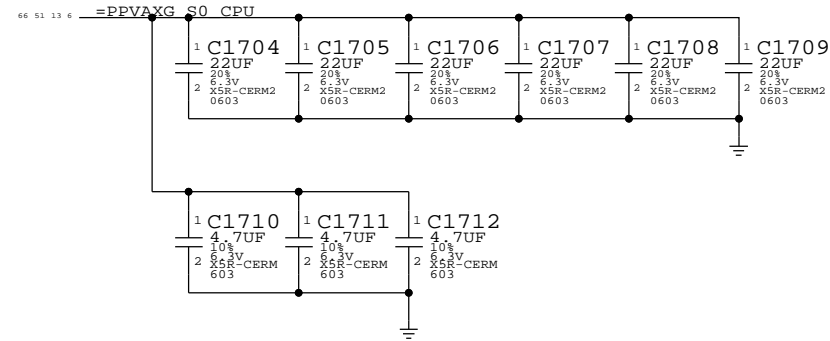 66 51 13 6 =PPVAXG S0 CPU
1 C1704 1 C1705 1 C1706 1 C1707 1 C1708 1 C1709
22UF 22UF 22UF 22UF 22UF 22UF
20% 20% 20% 20% 20% 20%
6.3V 6.3V 6.3V 6.3V 6.3V 6.3V
2 X5R-CERM2 2 X5R-CERM2 2 X5R-CERM2 2 X5R-CERM2 2 X5R-CERM2 2 X5R-CERM2
0603 0603 0603 0603 0603 0603
1 C1710 1 C1711 1 C1712
4.7UF 4.7UF 4.7UF
10% 10% 10%
6.3V 6.3V 6.3V
2 X5R-CERM 2 X5R-CERM 2 X5R-CERM
603 603 603